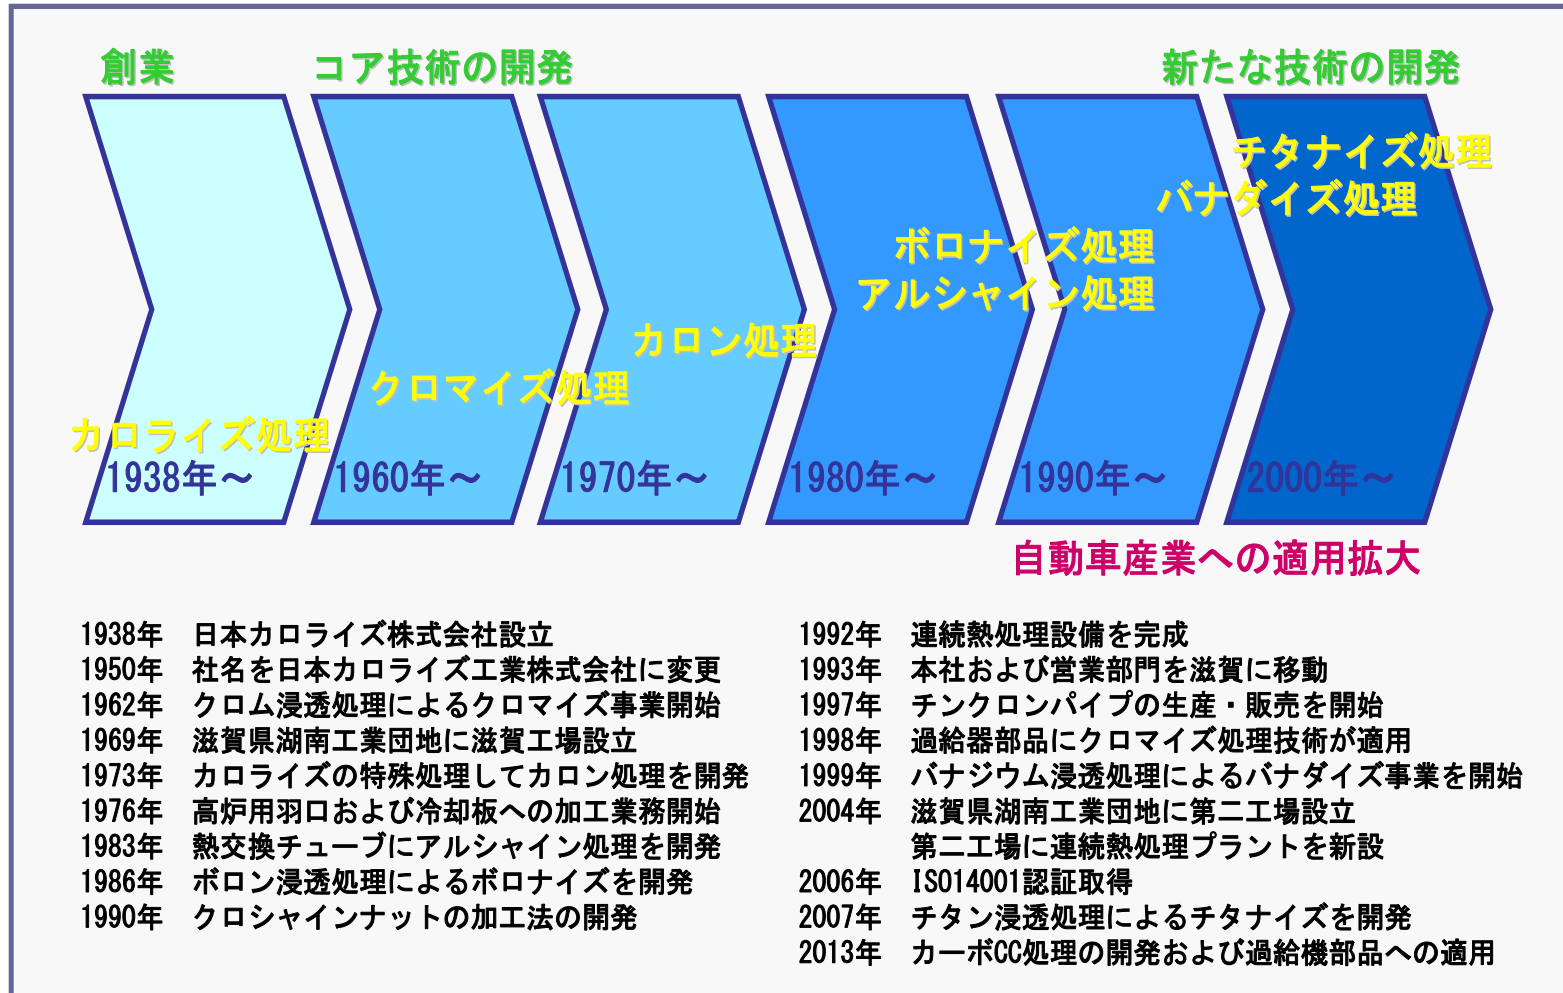 創業
コア技術の開発
新たな技術の開発
チタナイズ処理
バナダイズ処理
ボロナイズ処理
アルシャイン処理
カロン処理
クロマイズ処理
カロライズ処理
1938年～
1960年～
1970年～
1980年～
1990年～
2000年～
自動車産業への適用拡大
1938年　日本カロライズ株式会社設立
1950年　社名を日本カロライズ工業株式会社に変更
1962年　クロム浸透処理によるクロマイズ事業開始
1969年　滋賀県湖南工業団地に滋賀工場設立
1973年　カロライズの特殊処理してカロン処理を開発
1976年　高炉用羽口および冷却板への加工業務開始
1983年　熱交換チューブにアルシャイン処理を開発
1986年　ボロン浸透処理によるボロナイズを開発
1990年　クロシャインナットの加工法の開発
1992年　連続熱処理設備を完成
1993年　本社および営業部門を滋賀に移動
1997年　チンクロンパイプの生産・販売を開始
1998年　過給器部品にクロマイズ処理技術が適用
1999年　バナジウム浸透処理によるバナダイズ事業を開始
2004年　滋賀県湖南工業団地に第二工場設立
第二工場に連続熱処理プラントを新設
2006年　ISO14001認証取得
2007年　チタン浸透処理によるチタナイズを開発
2013年　カーボCC処理の開発および過給機部品への適用